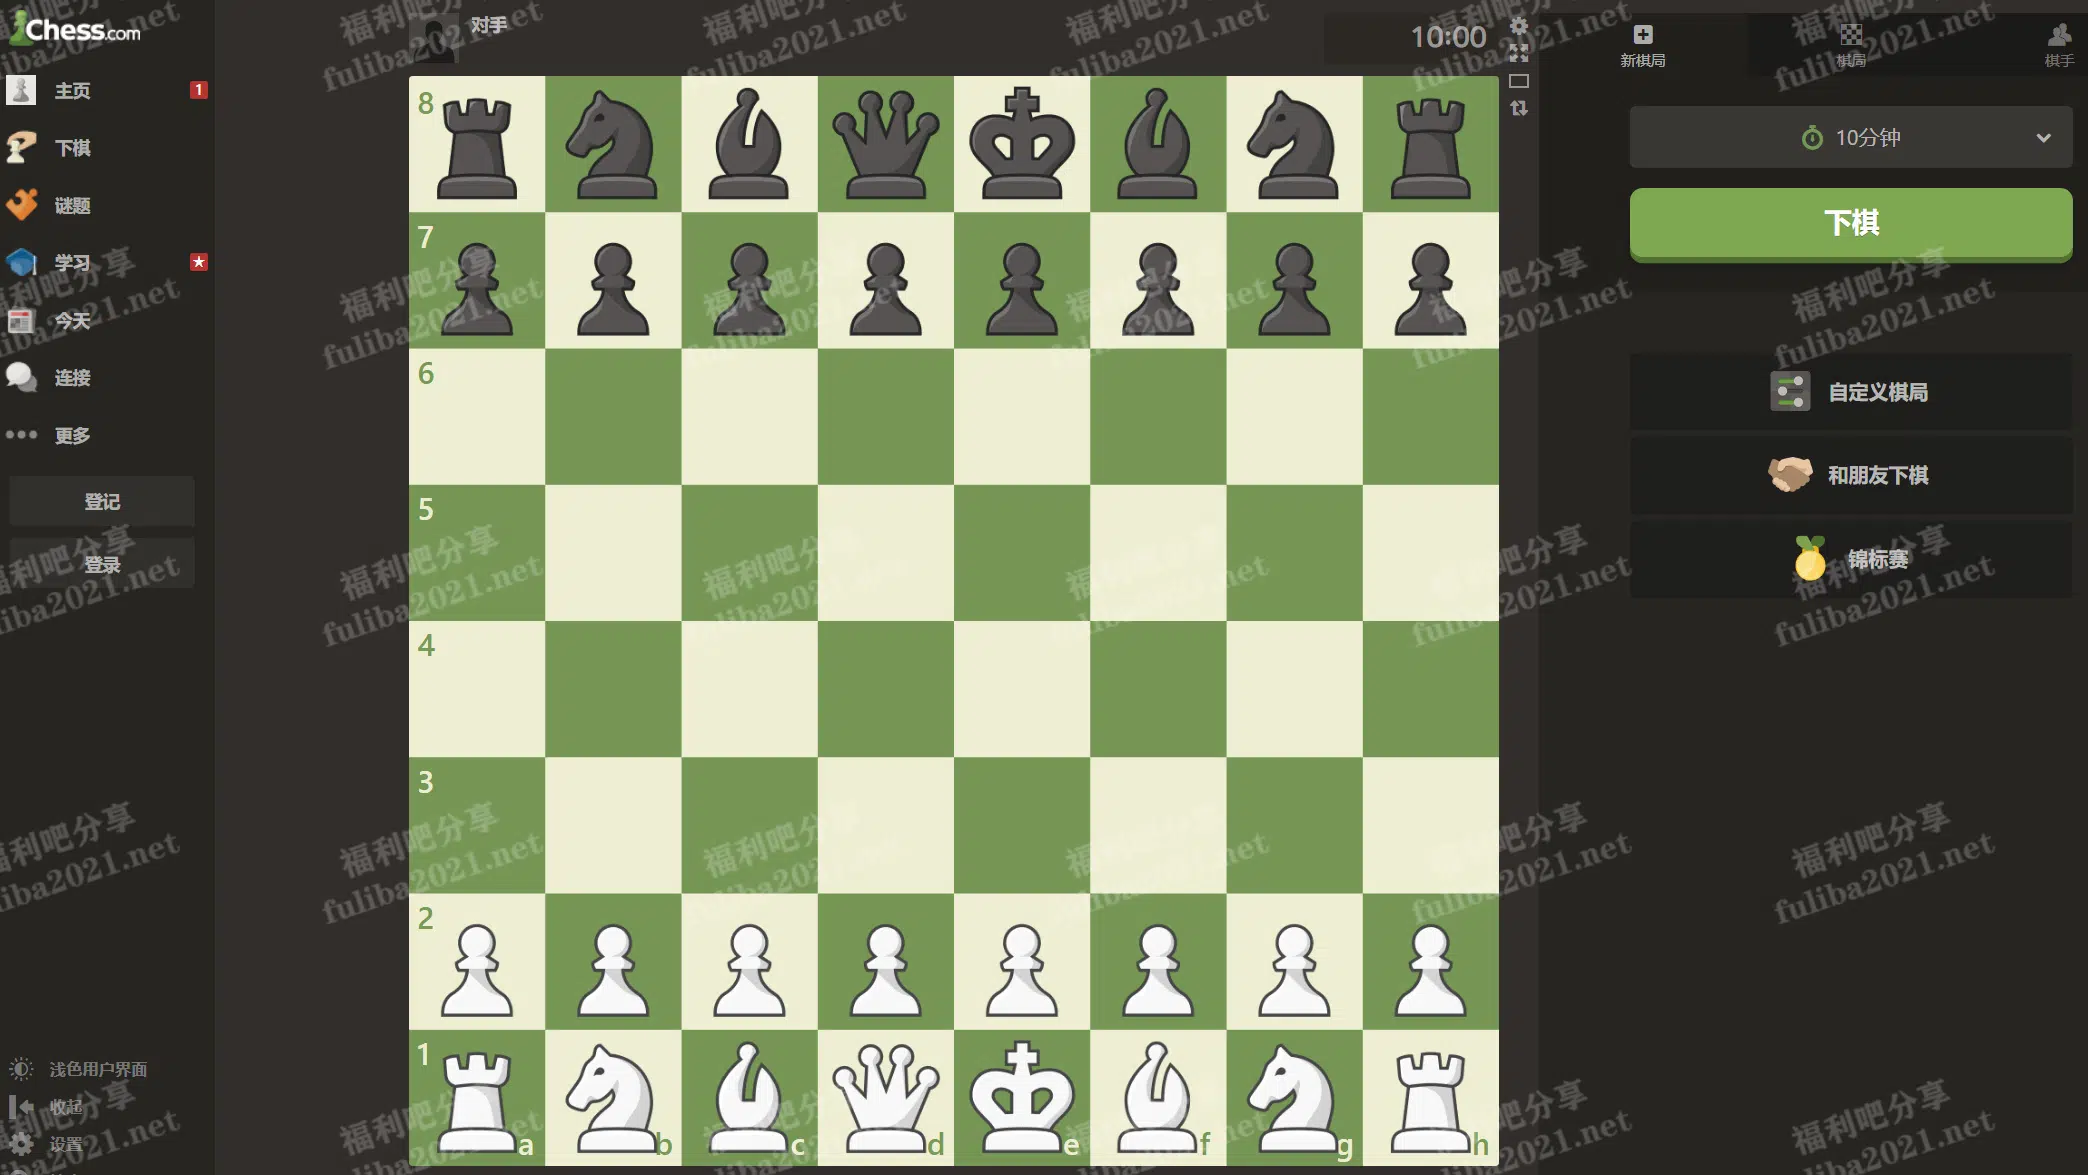 Chess.com
主页
1
下棋
谜题
学习
今天
连接
更多
登记
登录
浅色用户界面
收起
设置
对手
10:00
8
7
6
5
4
3
2
1
a
b
c
d
e
f
g
h
新棋局
棋局
棋手
10分钟
下棋
自定义棋局
和朋友下棋
锦标赛
福利吧分享
fuliba2021.net